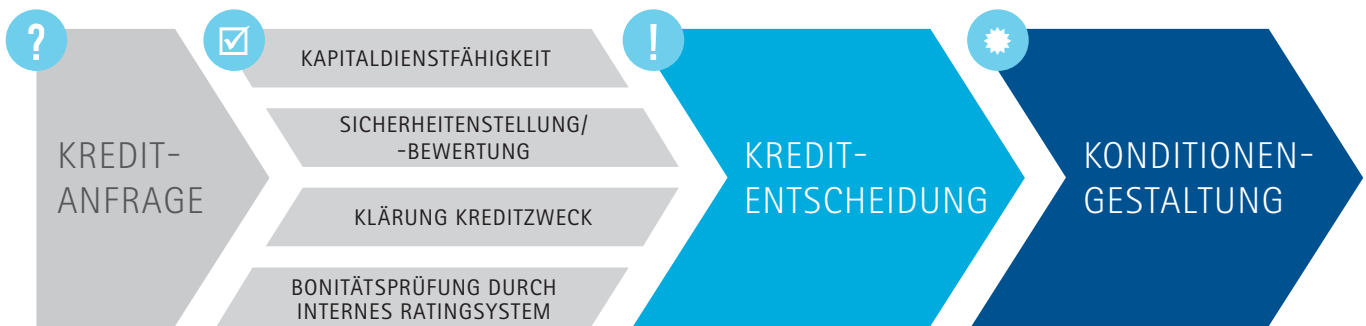 ?
KREDIT-
ANFRAGE
KAPITALDIENSTFÄHIGKEIT
SICHERHEITENSTELLUNG/
-BEWERTUNG
KLÄRUNG KREDITZWECK
BONITÄTSPRÜFUNG DURCH
INTERNES RATINGSYSTEM
!
KREDIT-
ENTSCHEIDUNG
KONDITIONEN-
GESTALTUNG